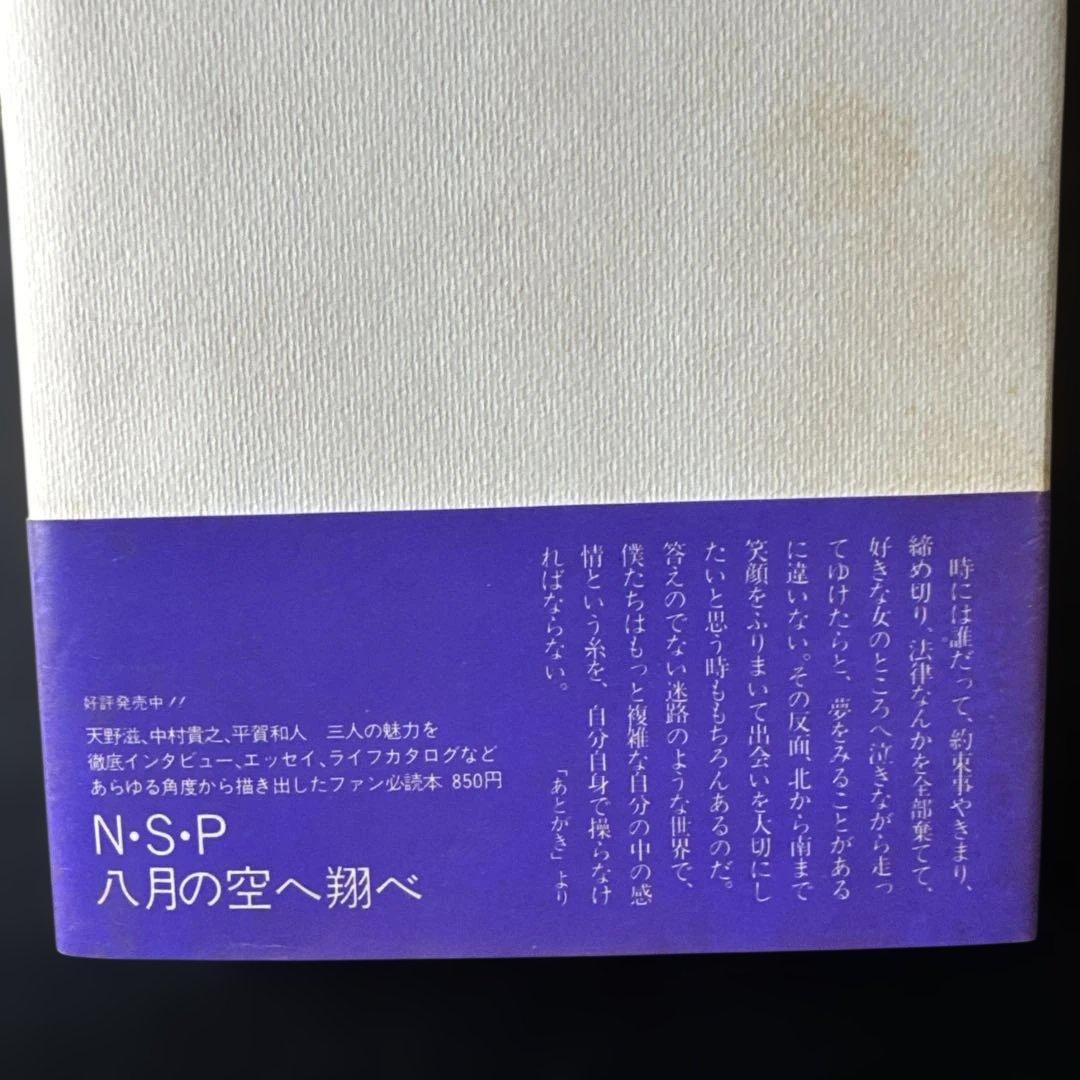 時には誰だって、約束事やきまり、
締め切り、法律なんかを全部棄てて、
好きな女のところへ泣きながら走っ
てゆけたらと、夢をみることがある
に違いない。その反面、北から南まで
笑顔をふりまいて出会いを大切にし
たいと思う時ももちろんあるのだ。
答えのでない迷路のような世界で、
僕たちはもっと複雑な自分の中の感
情という糸を、自分自身で操らなけ
ればならない。
「あとがき」より
好評発売中!!
天野滋、中村貴之、平賀和人 三人の魅力を
徹底インタビュー、エッセイ、ライフカタログなど
あらゆる角度から描き出したファン必読本 850円
N・S・P
八月の空へ翔べ